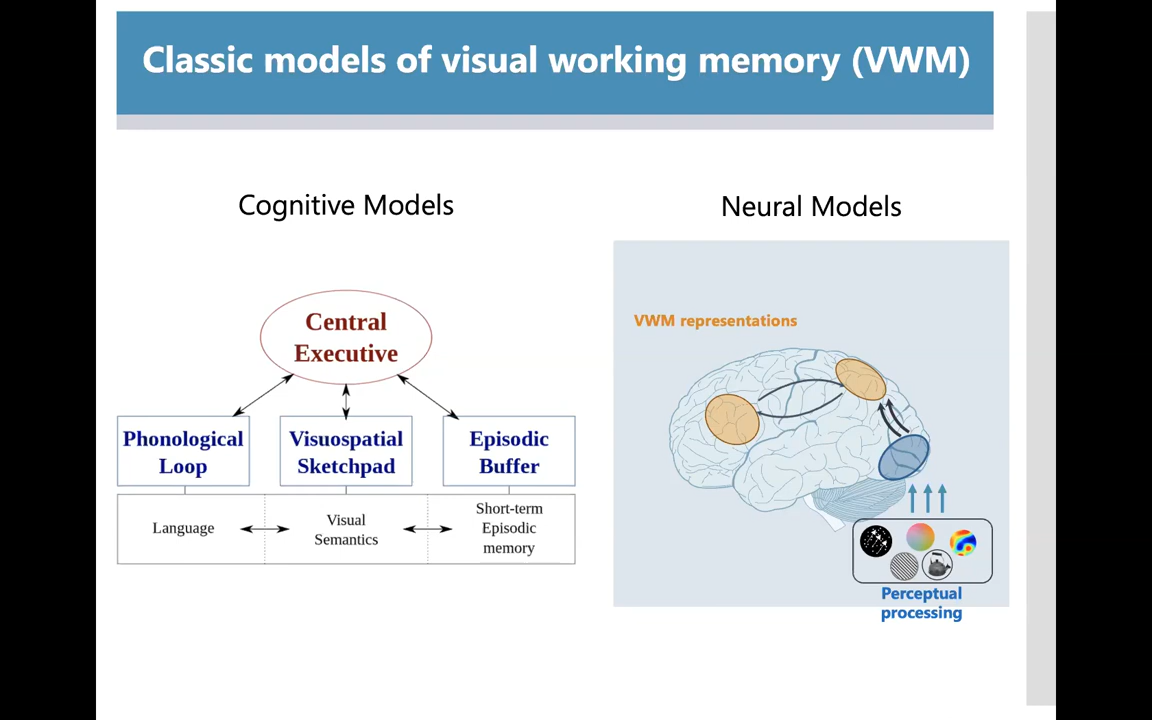 Classic models of visual working memory (VWM)
Cognitive Models
Central
Executive
Phonological
Loop
Visuospatial
Sketchpad
Episodic
Buffer
Language
Visual
Semantics
Short-term
Episodic
memory
Neural Models
VWM representations
Perceptual
processing